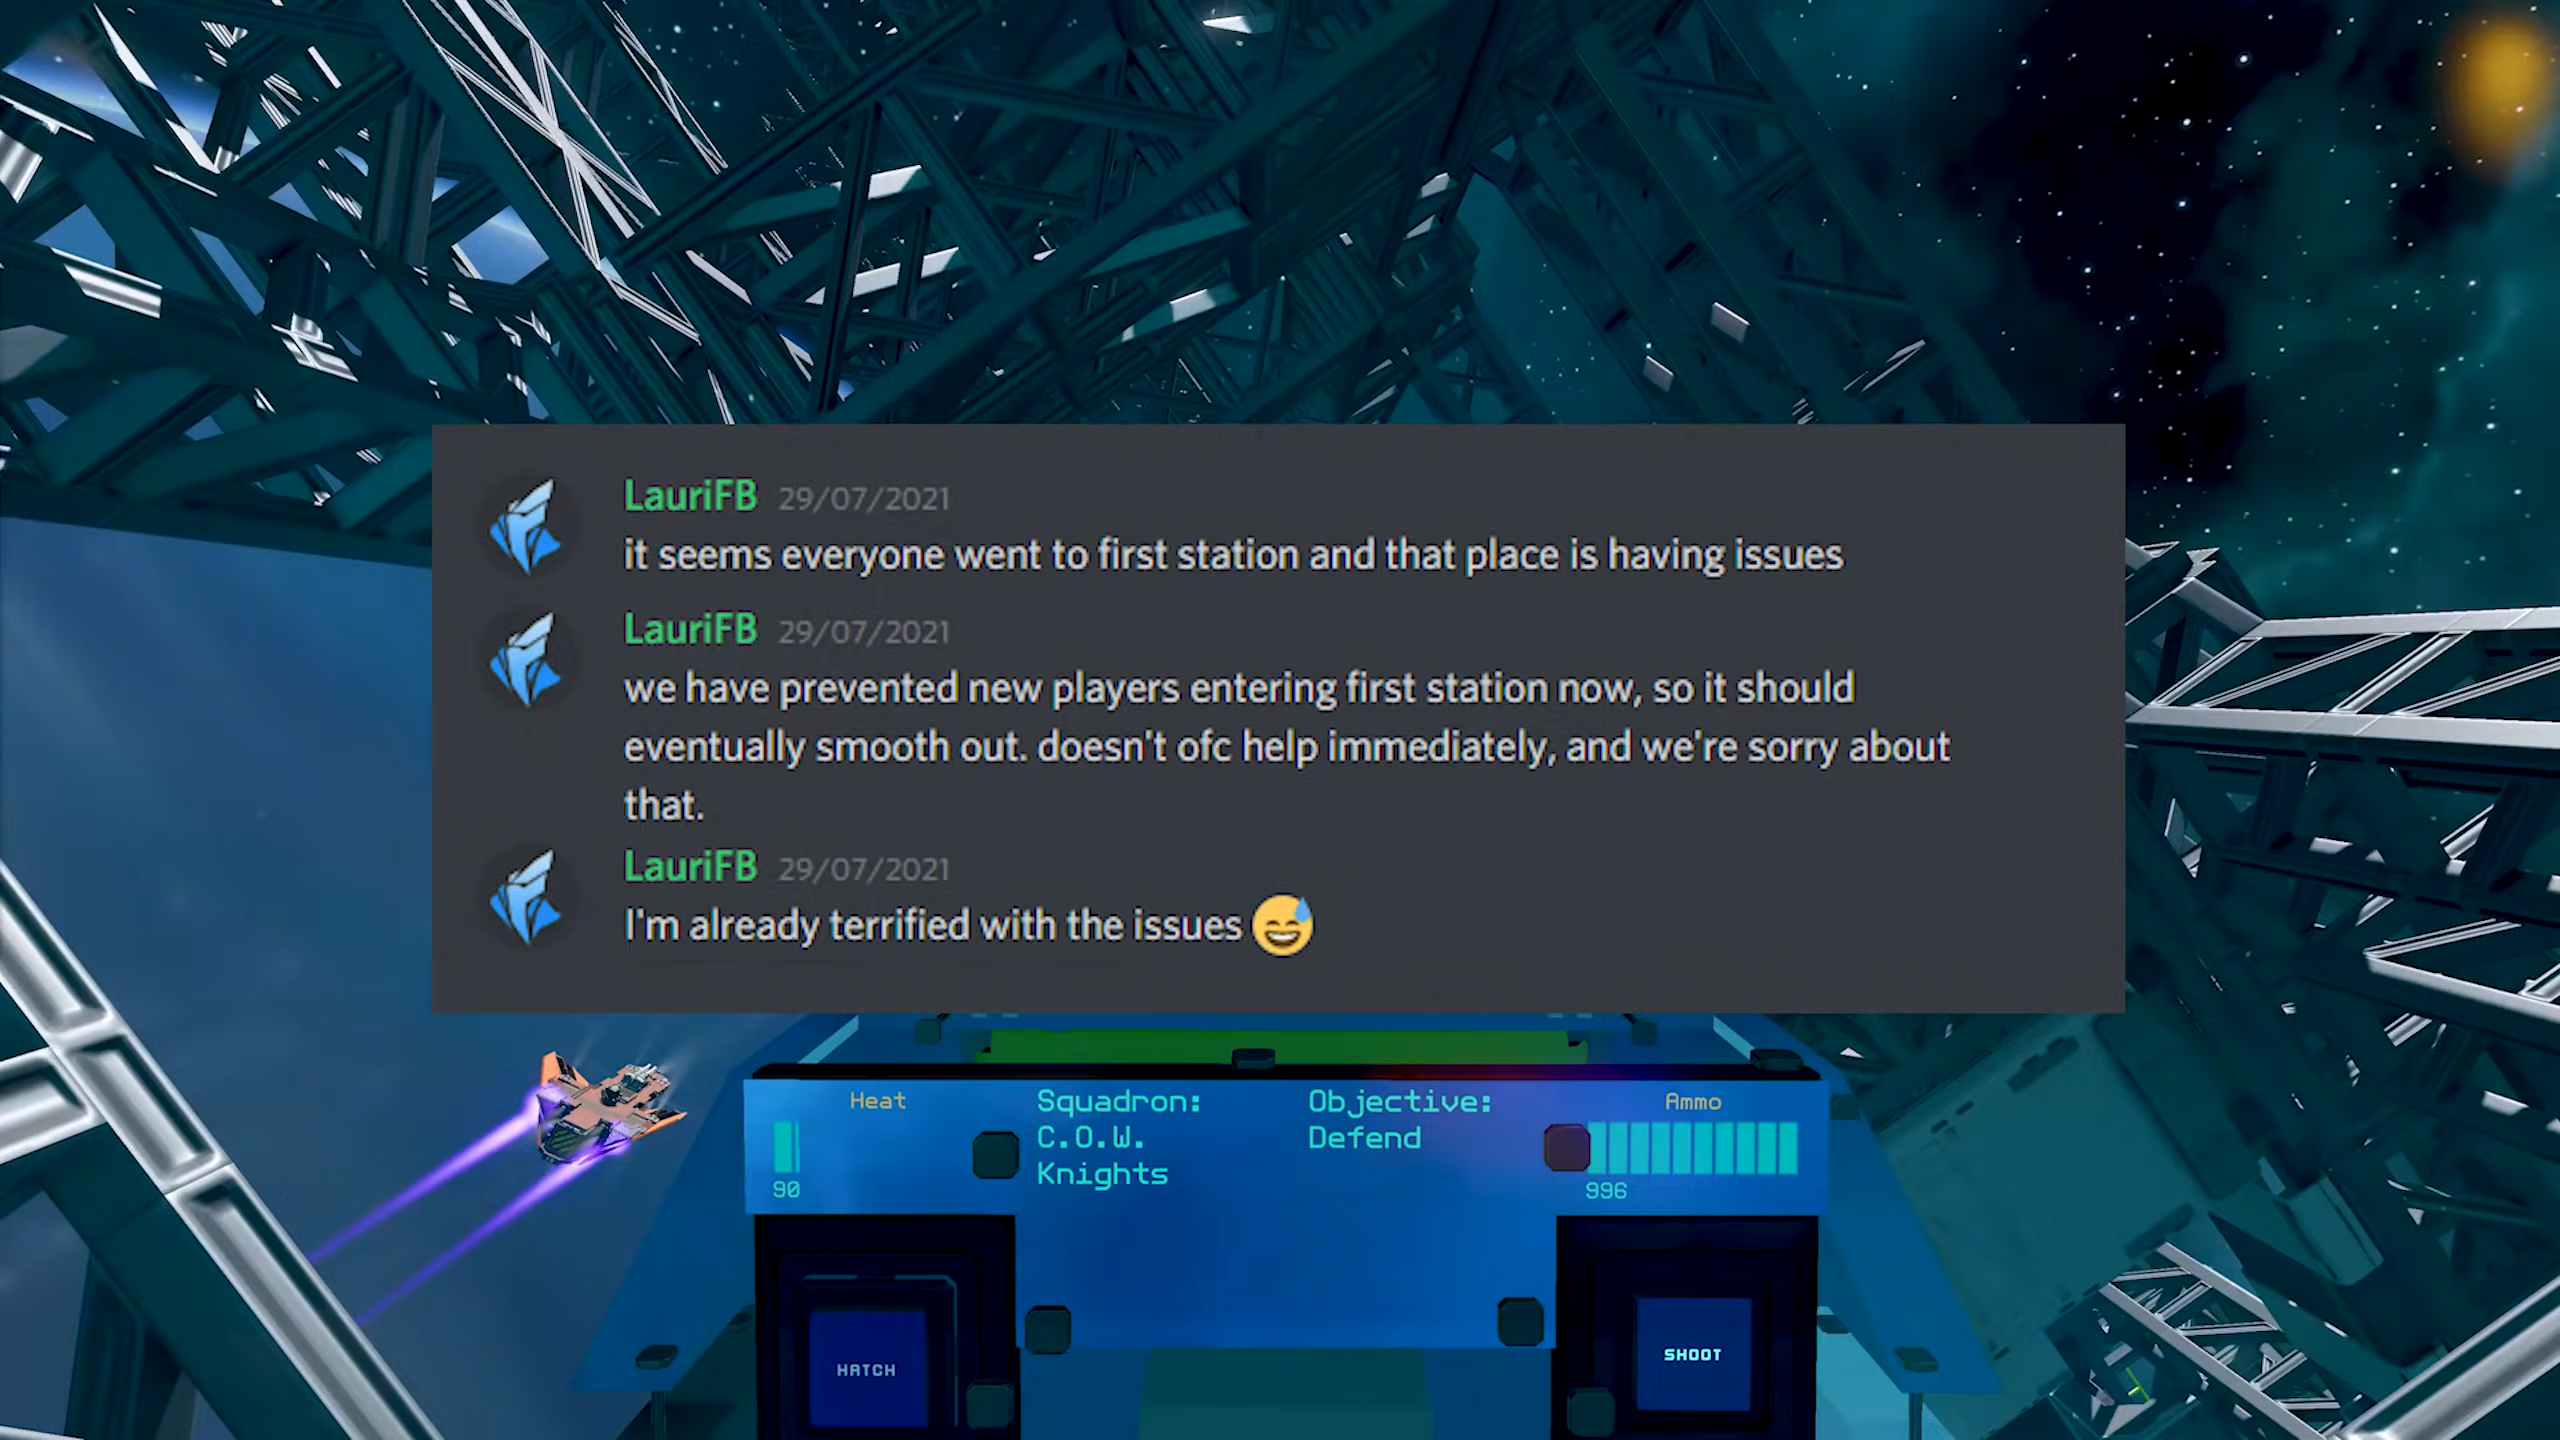 LauriFB 29/07/2021
it seems everyone went to first station and that place is having issues
LauriFB 29/07/2021
we have prevented new players entering first station now, so it should
eventually smooth out. doesn't ofc help immediately, and we're sorry about
that.
LauriFB 29/07/2021
I'm already terrified with the issues 😅
Heat
90
Squadron:
C.O.W.
Knights
Objective:
Defend
Ammo
996
HATCH
SHOOT